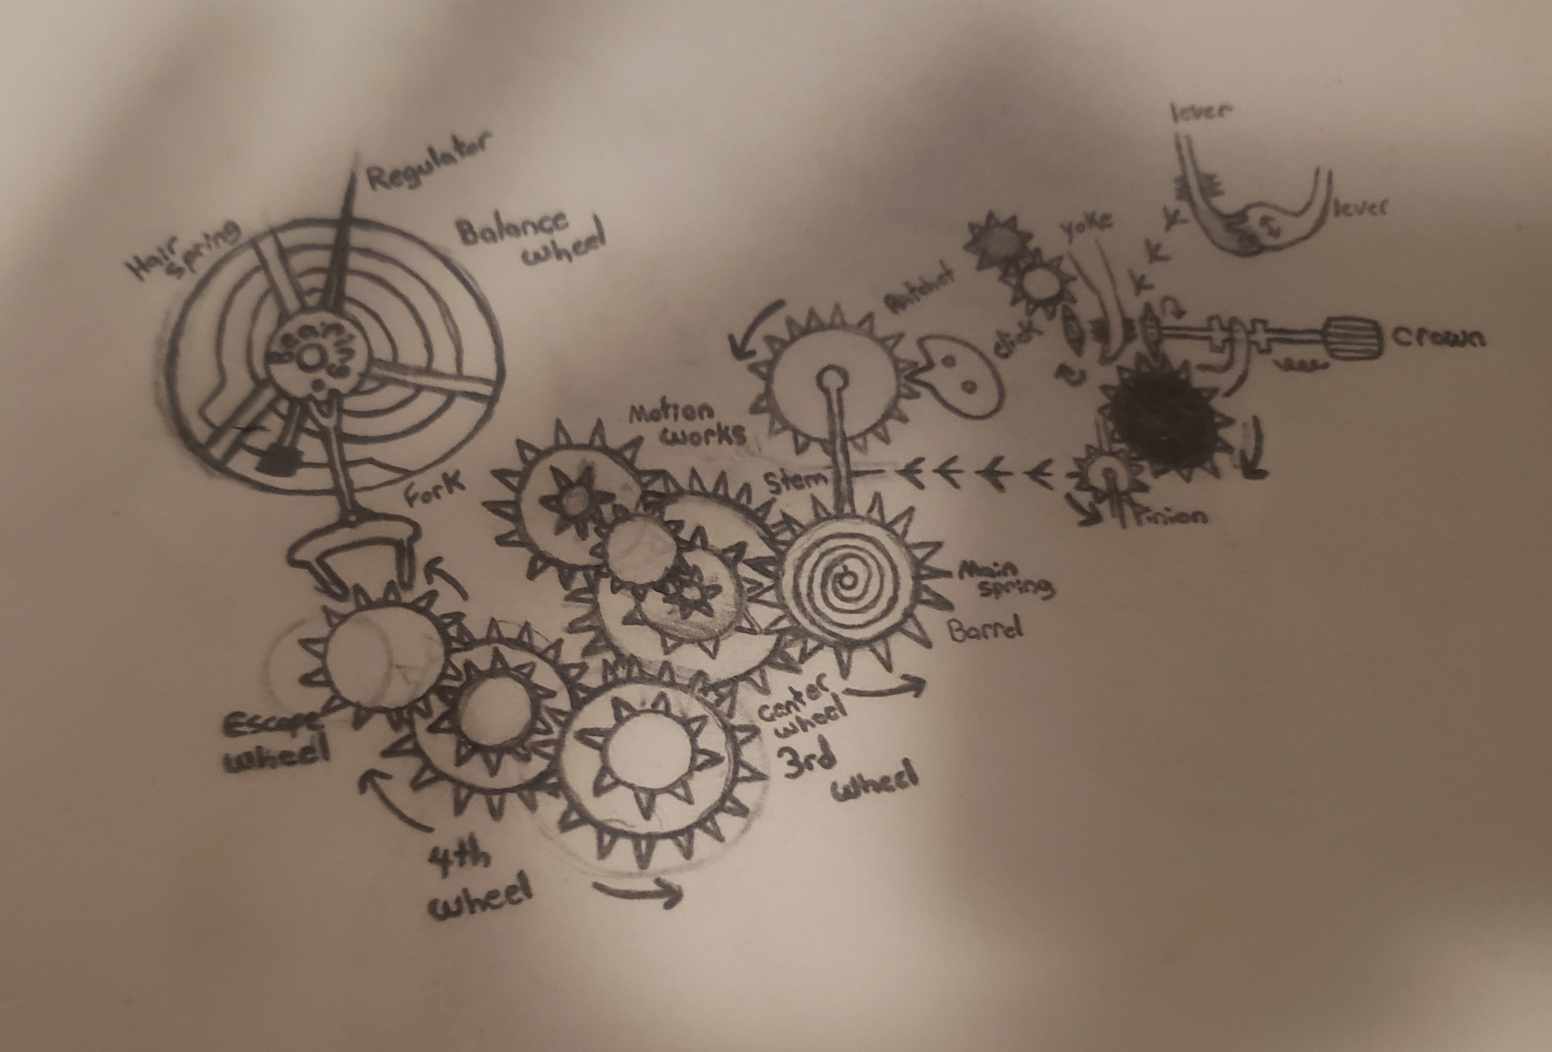 Regulator
Hair
spring
Balance
wheel
lever
lever
yoke
Ratchet
click
Crown
Motion
works
Stem
Fork
Pinion
Main
spring
Barrel
Center
wheel
3rd
wheel
Escape
wheel
4th
wheel